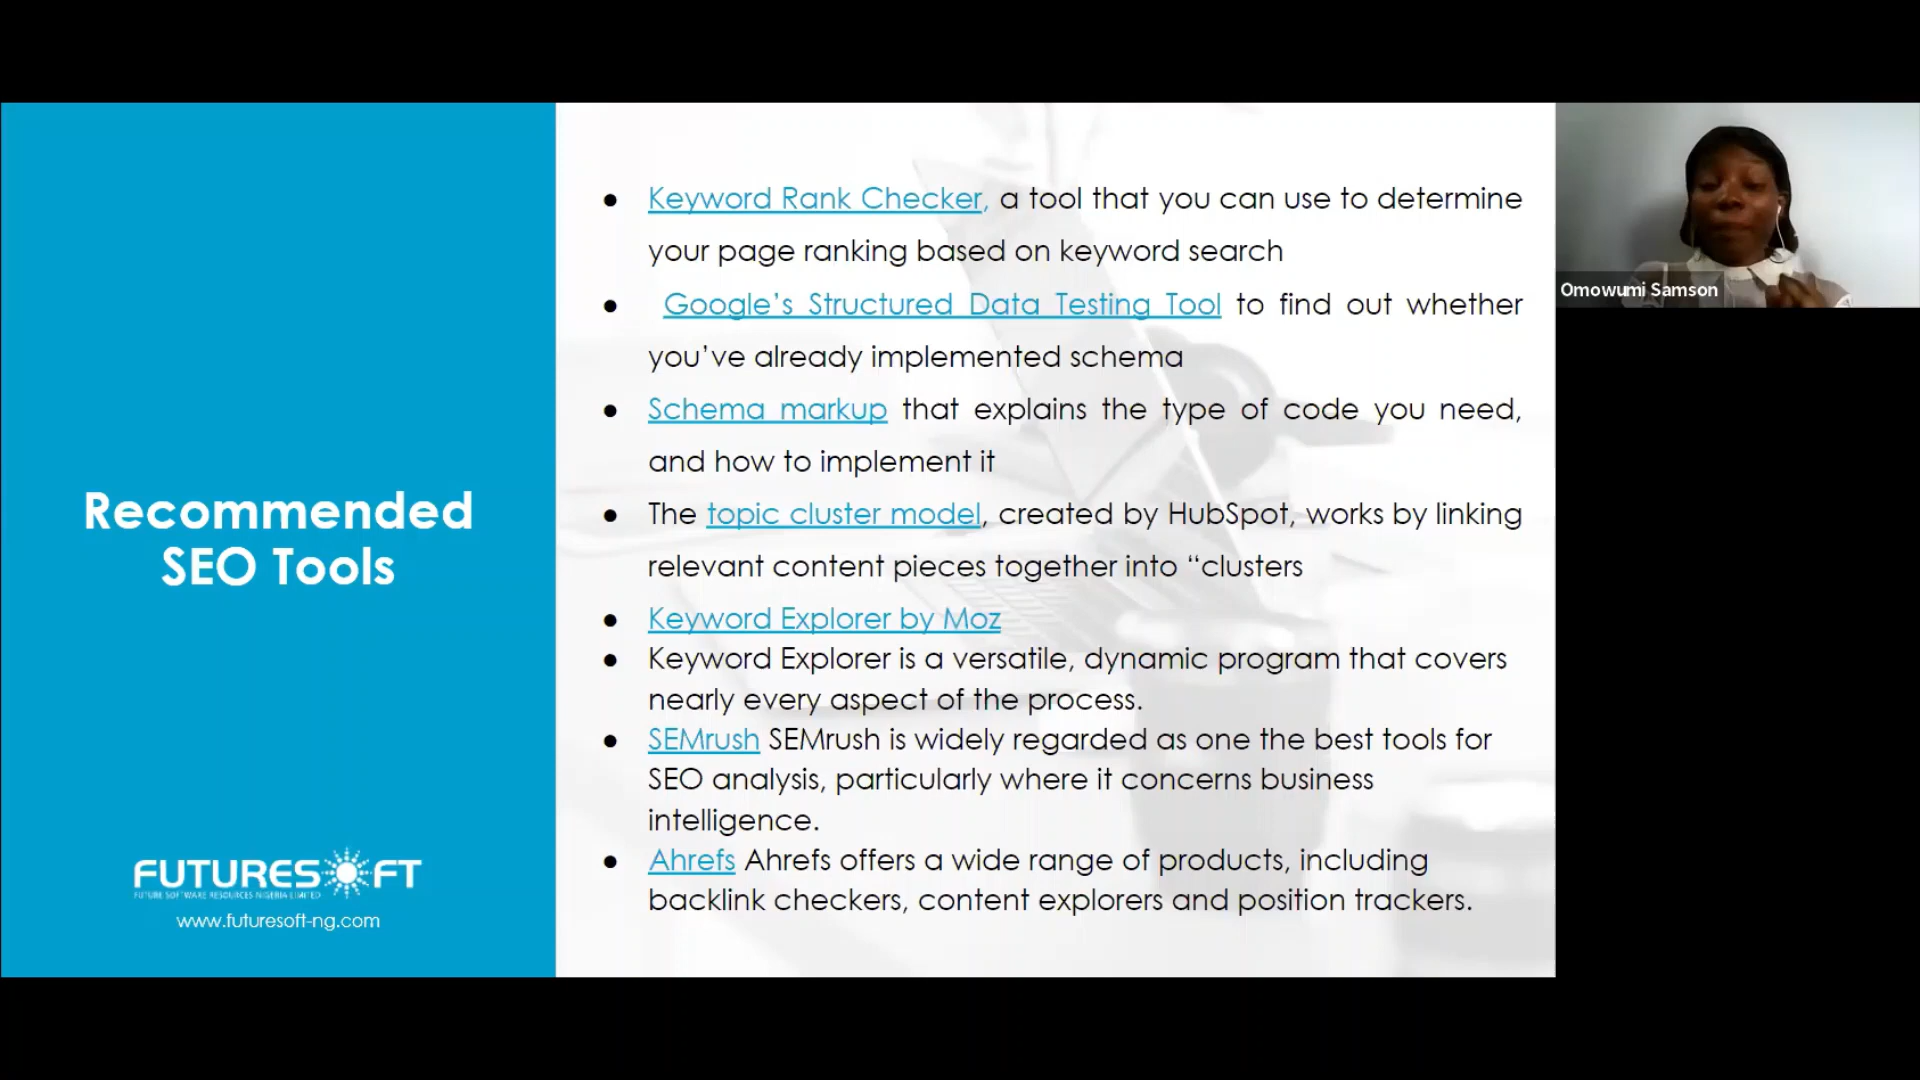 Recommended
SEO Tools
FUTURESOFT
FUTURE SOFTWARE RESOURCES NIGERIA LIMITED
www.futuresoft-ng.com
● Keyword Rank Checker, a tool that you can use to determine
your page ranking based on keyword search
● Google’s Structured Data Testing Tool to find out whether
you’ve already implemented schema
● Schema markup that explains the type of code you need,
and how to implement it
● The topic cluster model, created by HubSpot, works by linking
relevant content pieces together into “clusters
● Keyword Explorer by Moz
● Keyword Explorer is a versatile, dynamic program that covers
nearly every aspect of the process.
● SEMrush SEMrush is widely regarded as one the best tools for
SEO analysis, particularly where it concerns business
intelligence.
● Ahrefs Ahrefs offers a wide range of products, including
backlink checkers, content explorers and position trackers.
Omowumi Samson